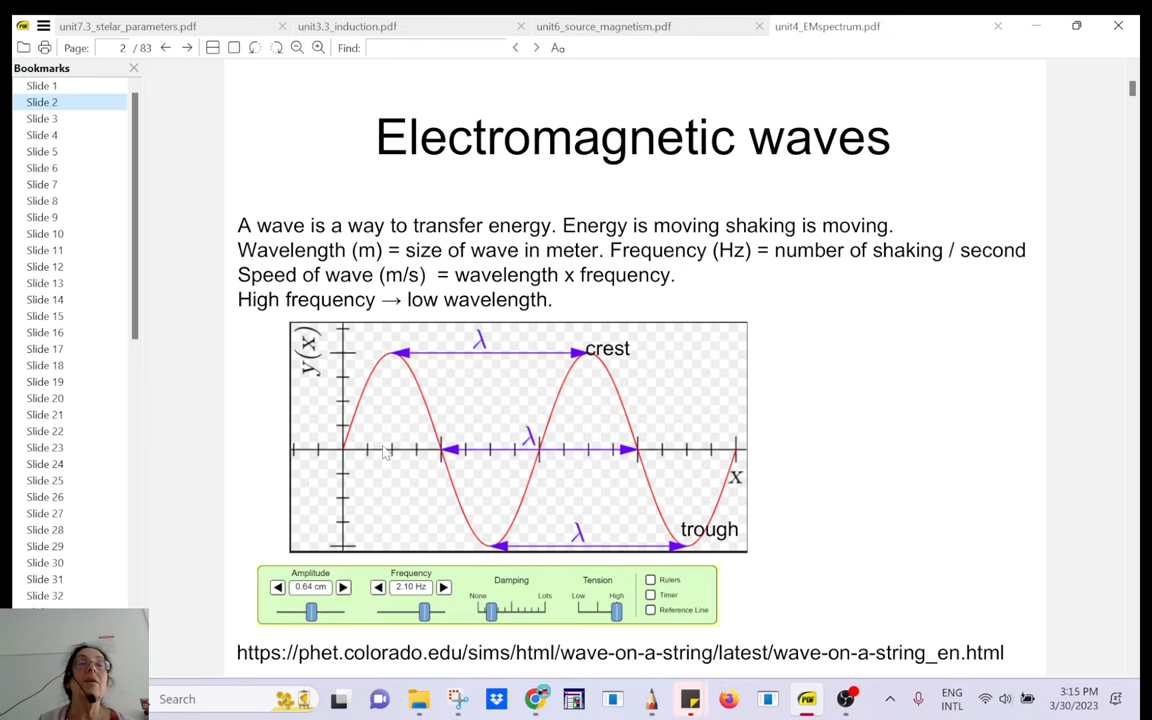 unit7.3_stelar_parameters.pdf
unit3.3_induction.pdf
unit6_source_magnetism.pdf
unit4_EMspectrum.pdf
Page: 2 / 83
Find:
Aa
Bookmarks
Slide 1
Slide 2
Slide 3
Slide 4
Slide 5
Slide 6
Slide 7
Slide 8
Slide 9
Slide 10
Slide 11
Slide 12
Slide 13
Slide 14
Slide 15
Slide 16
Slide 17
Slide 18
Slide 19
Slide 20
Slide 21
Slide 22
Slide 23
Slide 24
Slide 25
Slide 26
Slide 27
Slide 28
Slide 29
Slide 30
Slide 31
Slide 32
Electromagnetic waves
A wave is a way to transfer energy. Energy is moving shaking is moving.
Wavelength (m) = size of wave in meter. Frequency (Hz) = number of shaking / second
Speed of wave (m/s) = wavelength x frequency.
High frequency → low wavelength.
y(x)
λ
crest
λ
x
λ
trough
Amplitude
0.64 cm
Frequency
2.10 Hz
Damping
None Lots
Tension
Low High
Rulers
Timer
Reference Line
https://phet.colorado.edu/sims/html/wave-on-a-string/latest/wave-on-a-string_en.html
Search
ENG
INTL
3:15 PM
3/30/2023